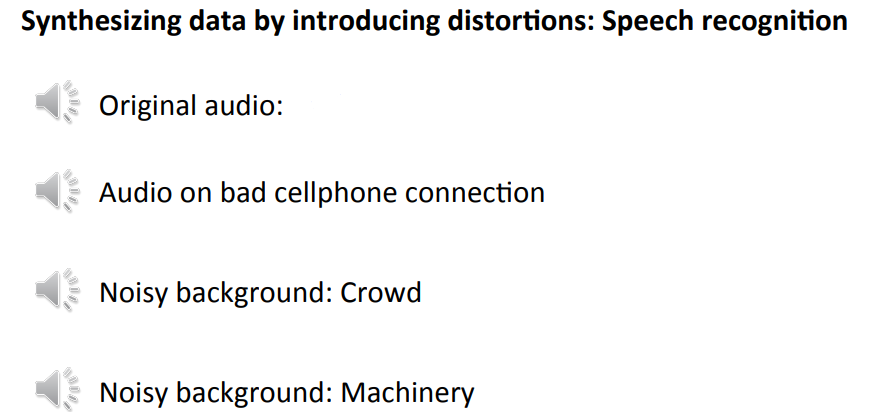 Synthesizing data by introducing distortions: Speech recognition
Original audio:
Audio on bad cellphone connection
Noisy background: Crowd
Noisy background: Machinery